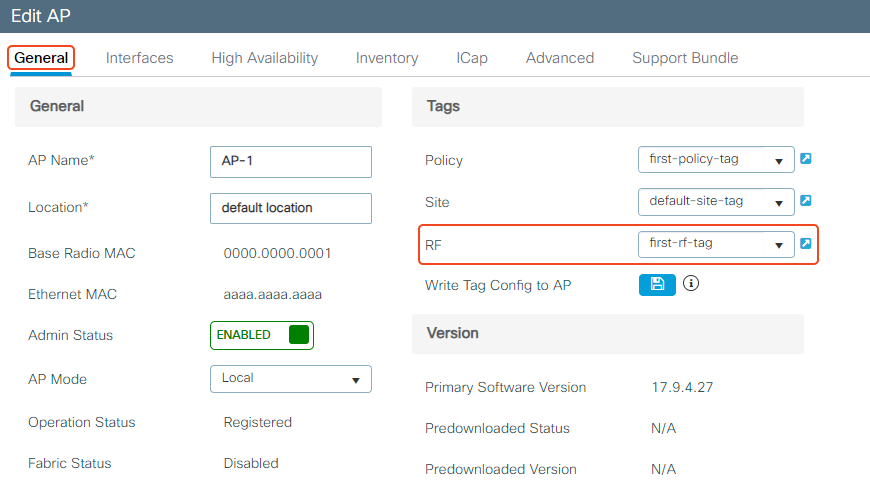 Edit AP
General Interfaces High Availability Inventory ICap Advanced Support Bundle
General
AP Name* AP-1
Location* default location
Base Radio MAC 0000.0000.0001
Ethernet MAC aaaa.aaaa.aaaa
Admin Status ENABLED
AP Mode Local
Operation Status Registered
Fabric Status Disabled
Tags
Policy first-policy-tag
Site default-site-tag
RF first-rf-tag
Write Tag Config to AP i
Version
Primary Software Version 17.9.4.27
Predownloaded Status N/A
Predownloaded Version N/A